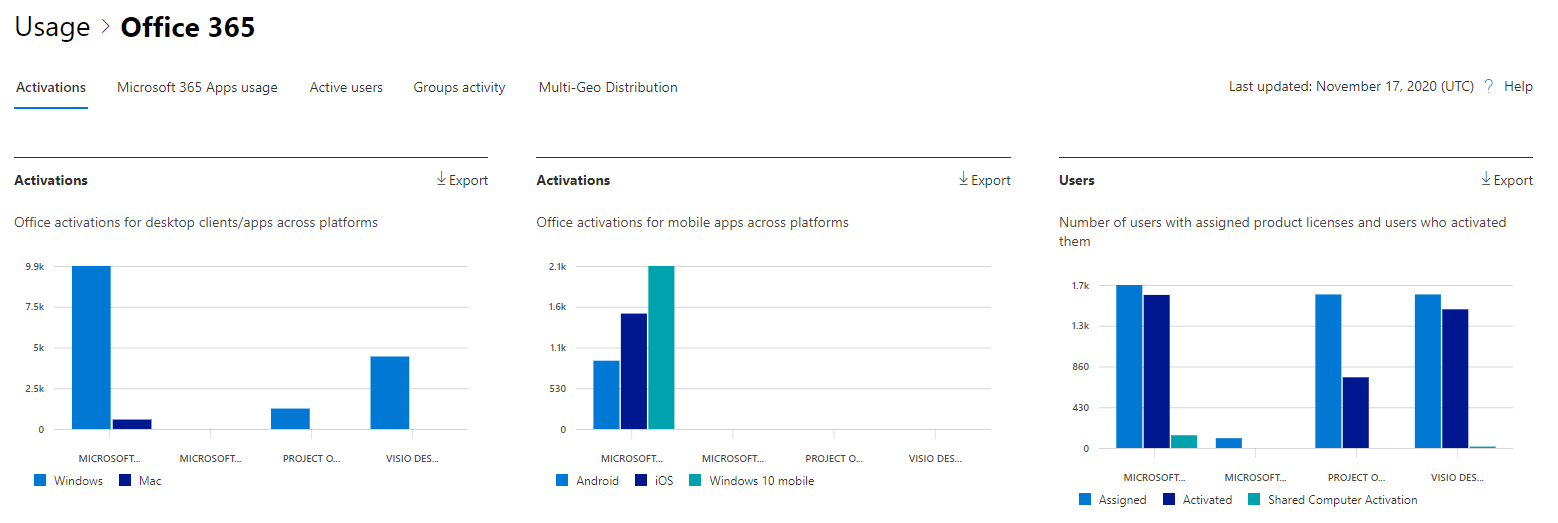 Usage > Office 365
Activations Microsoft 365 Apps usage Active users Groups activity Multi-Geo Distribution Last updated: November 17, 2020 (UTC) ? Help
Activations Export
Office activations for desktop clients/apps across platforms
9.9k
7.5k
5k
2.5k
0
MICROSOFT... MICROSOFT... PROJECT O... VISIO DES...
Windows Mac
Activations Export
Office activations for mobile apps across platforms
2.1k
1.6k
1.1k
530
0
MICROSOFT... MICROSOFT... PROJECT O... VISIO DES...
Android iOS Windows 10 mobile
Users Export
Number of users with assigned product licenses and users who activated
them
1.7k
1.3k
860
430
0
MICROSOFT... MICROSOFT... PROJECT O... VISIO DES...
Assigned Activated Shared Computer Activation